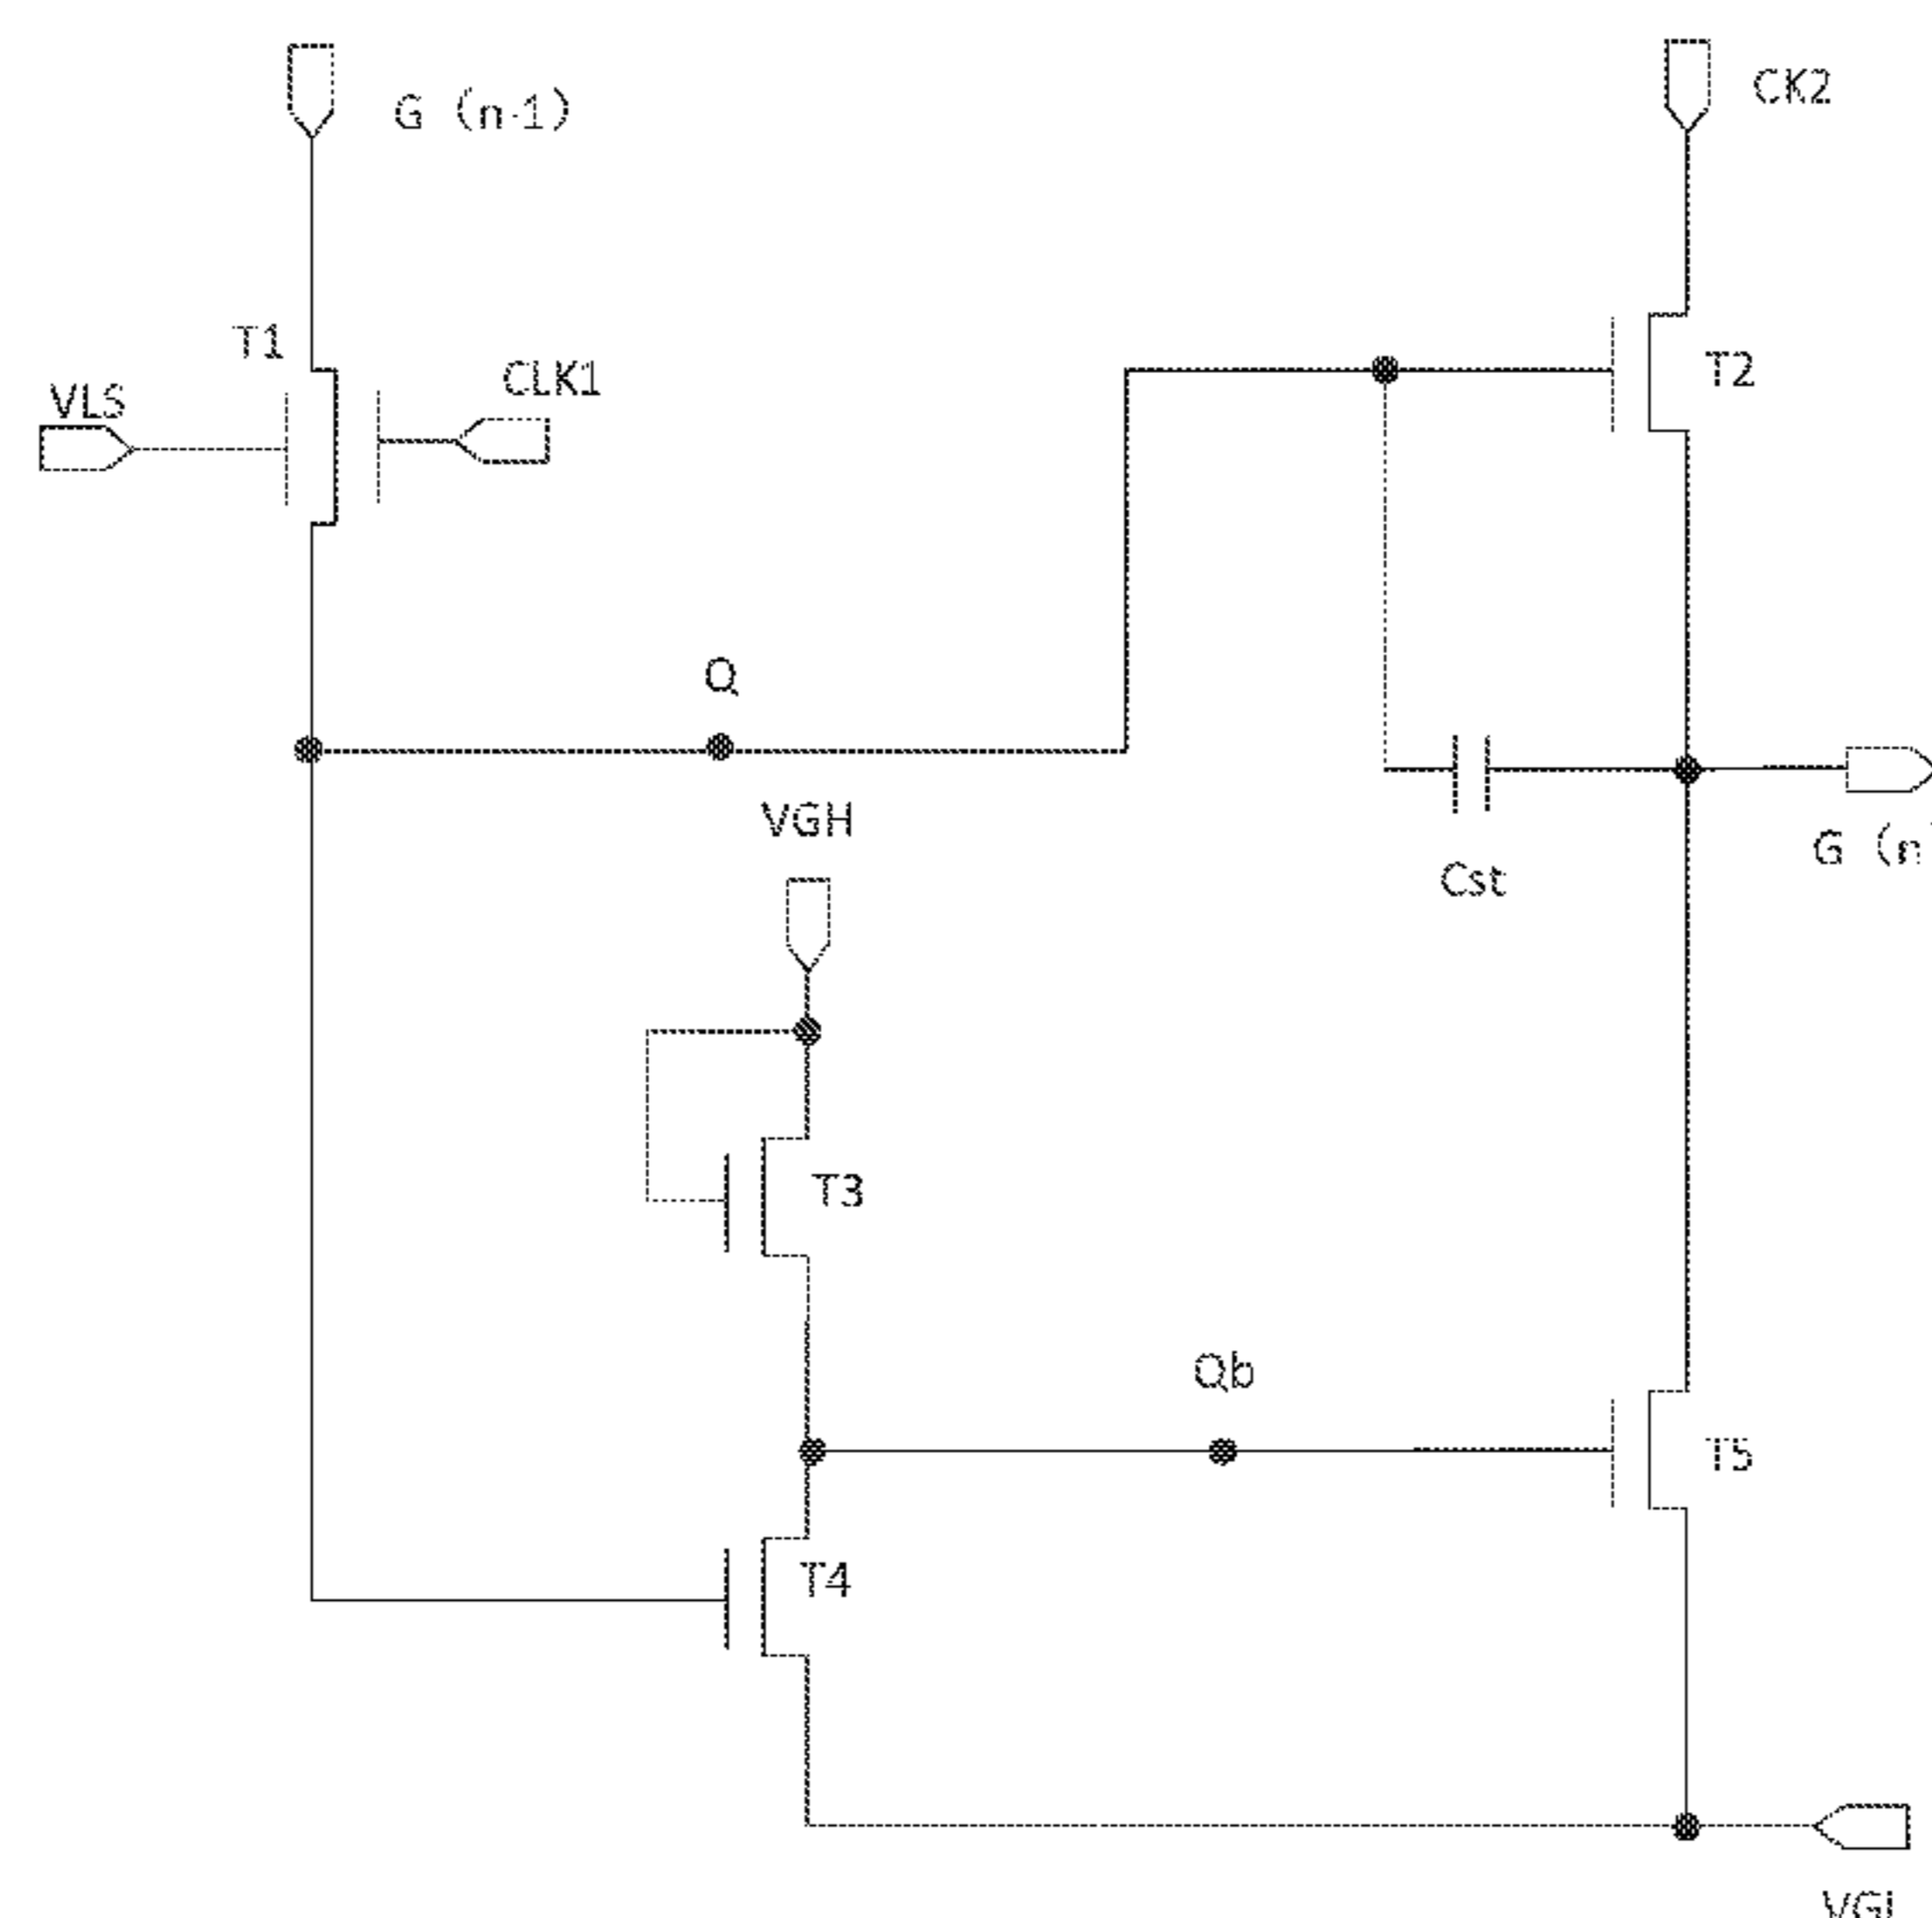 G (n-1)
CK2
T1
VLS
CLK1
T2
Q
VGH
G (n
Cst
T3
Qb
T5
T4